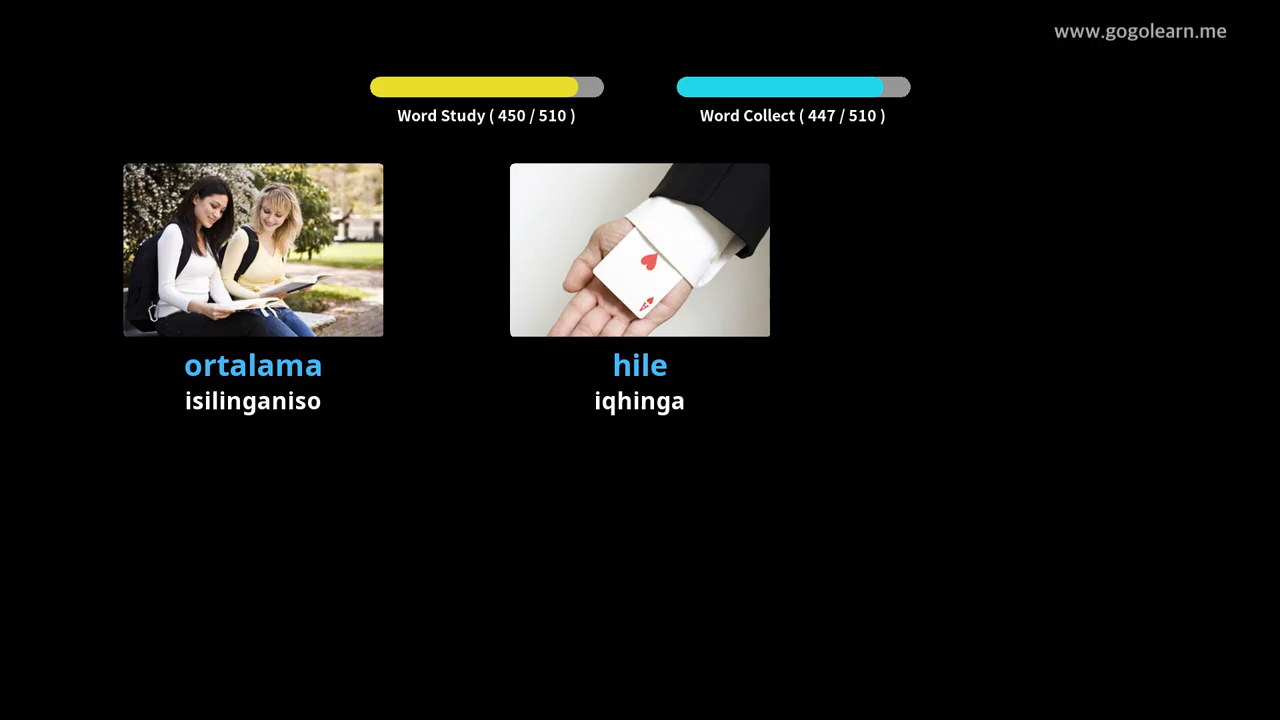 www.gogolearn.me
Word Study ( 450 / 510 )
Word Collect ( 447 / 510 )
ortalama
isilinganiso
hile
iqhinga